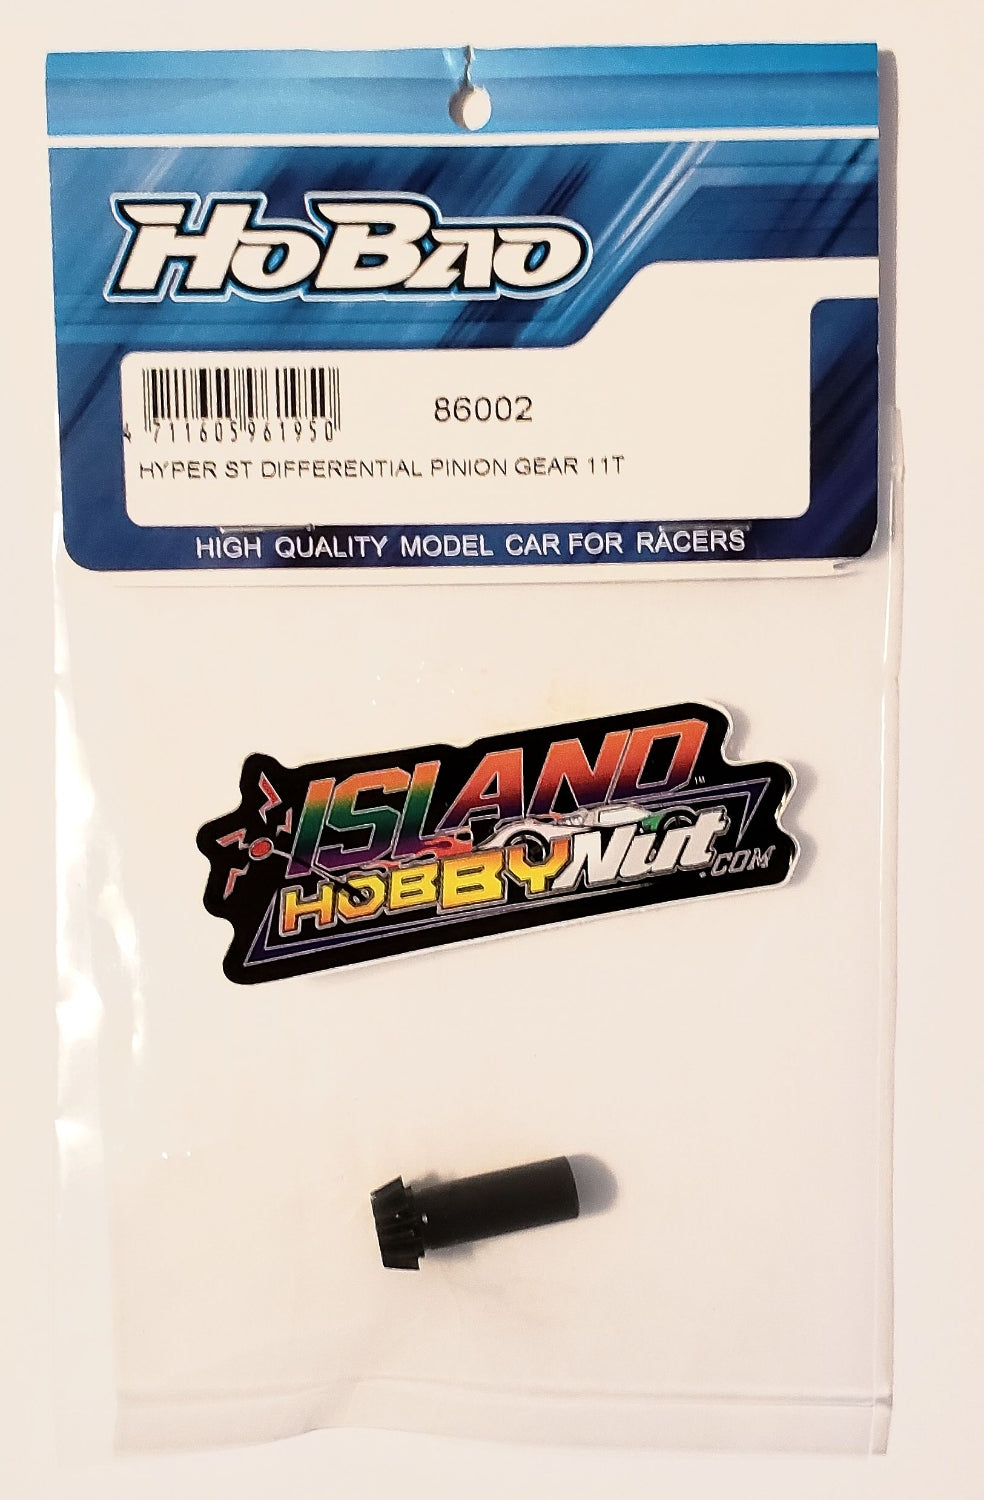 HoBao
86002
4 711605 961950
HYPER ST DIFFERENTIAL PINION GEAR 11T
HIGH QUALITY MODEL CAR FOR RACERS
ISLAND™
HOBBYNut.COM